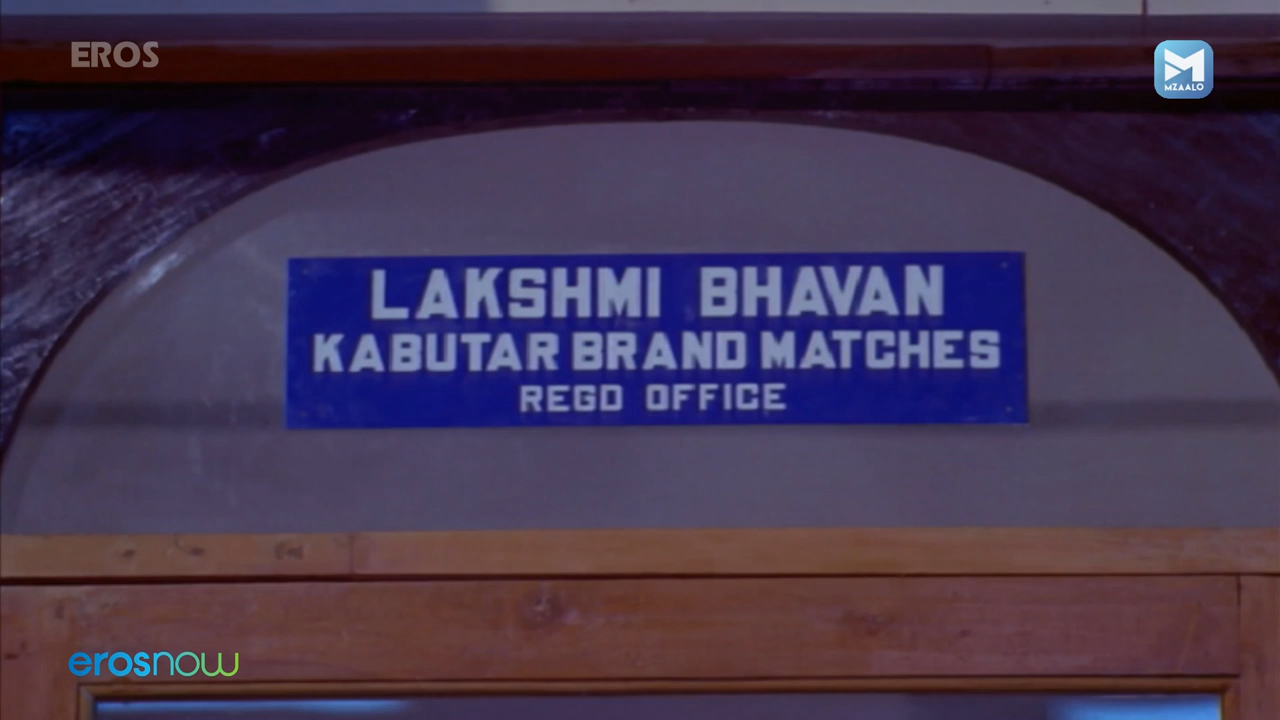 EROS
MZAALO
LAKSHMI BHAVAN
KABUTAR BRAND MATCHES
REGD OFFICE
erosnow